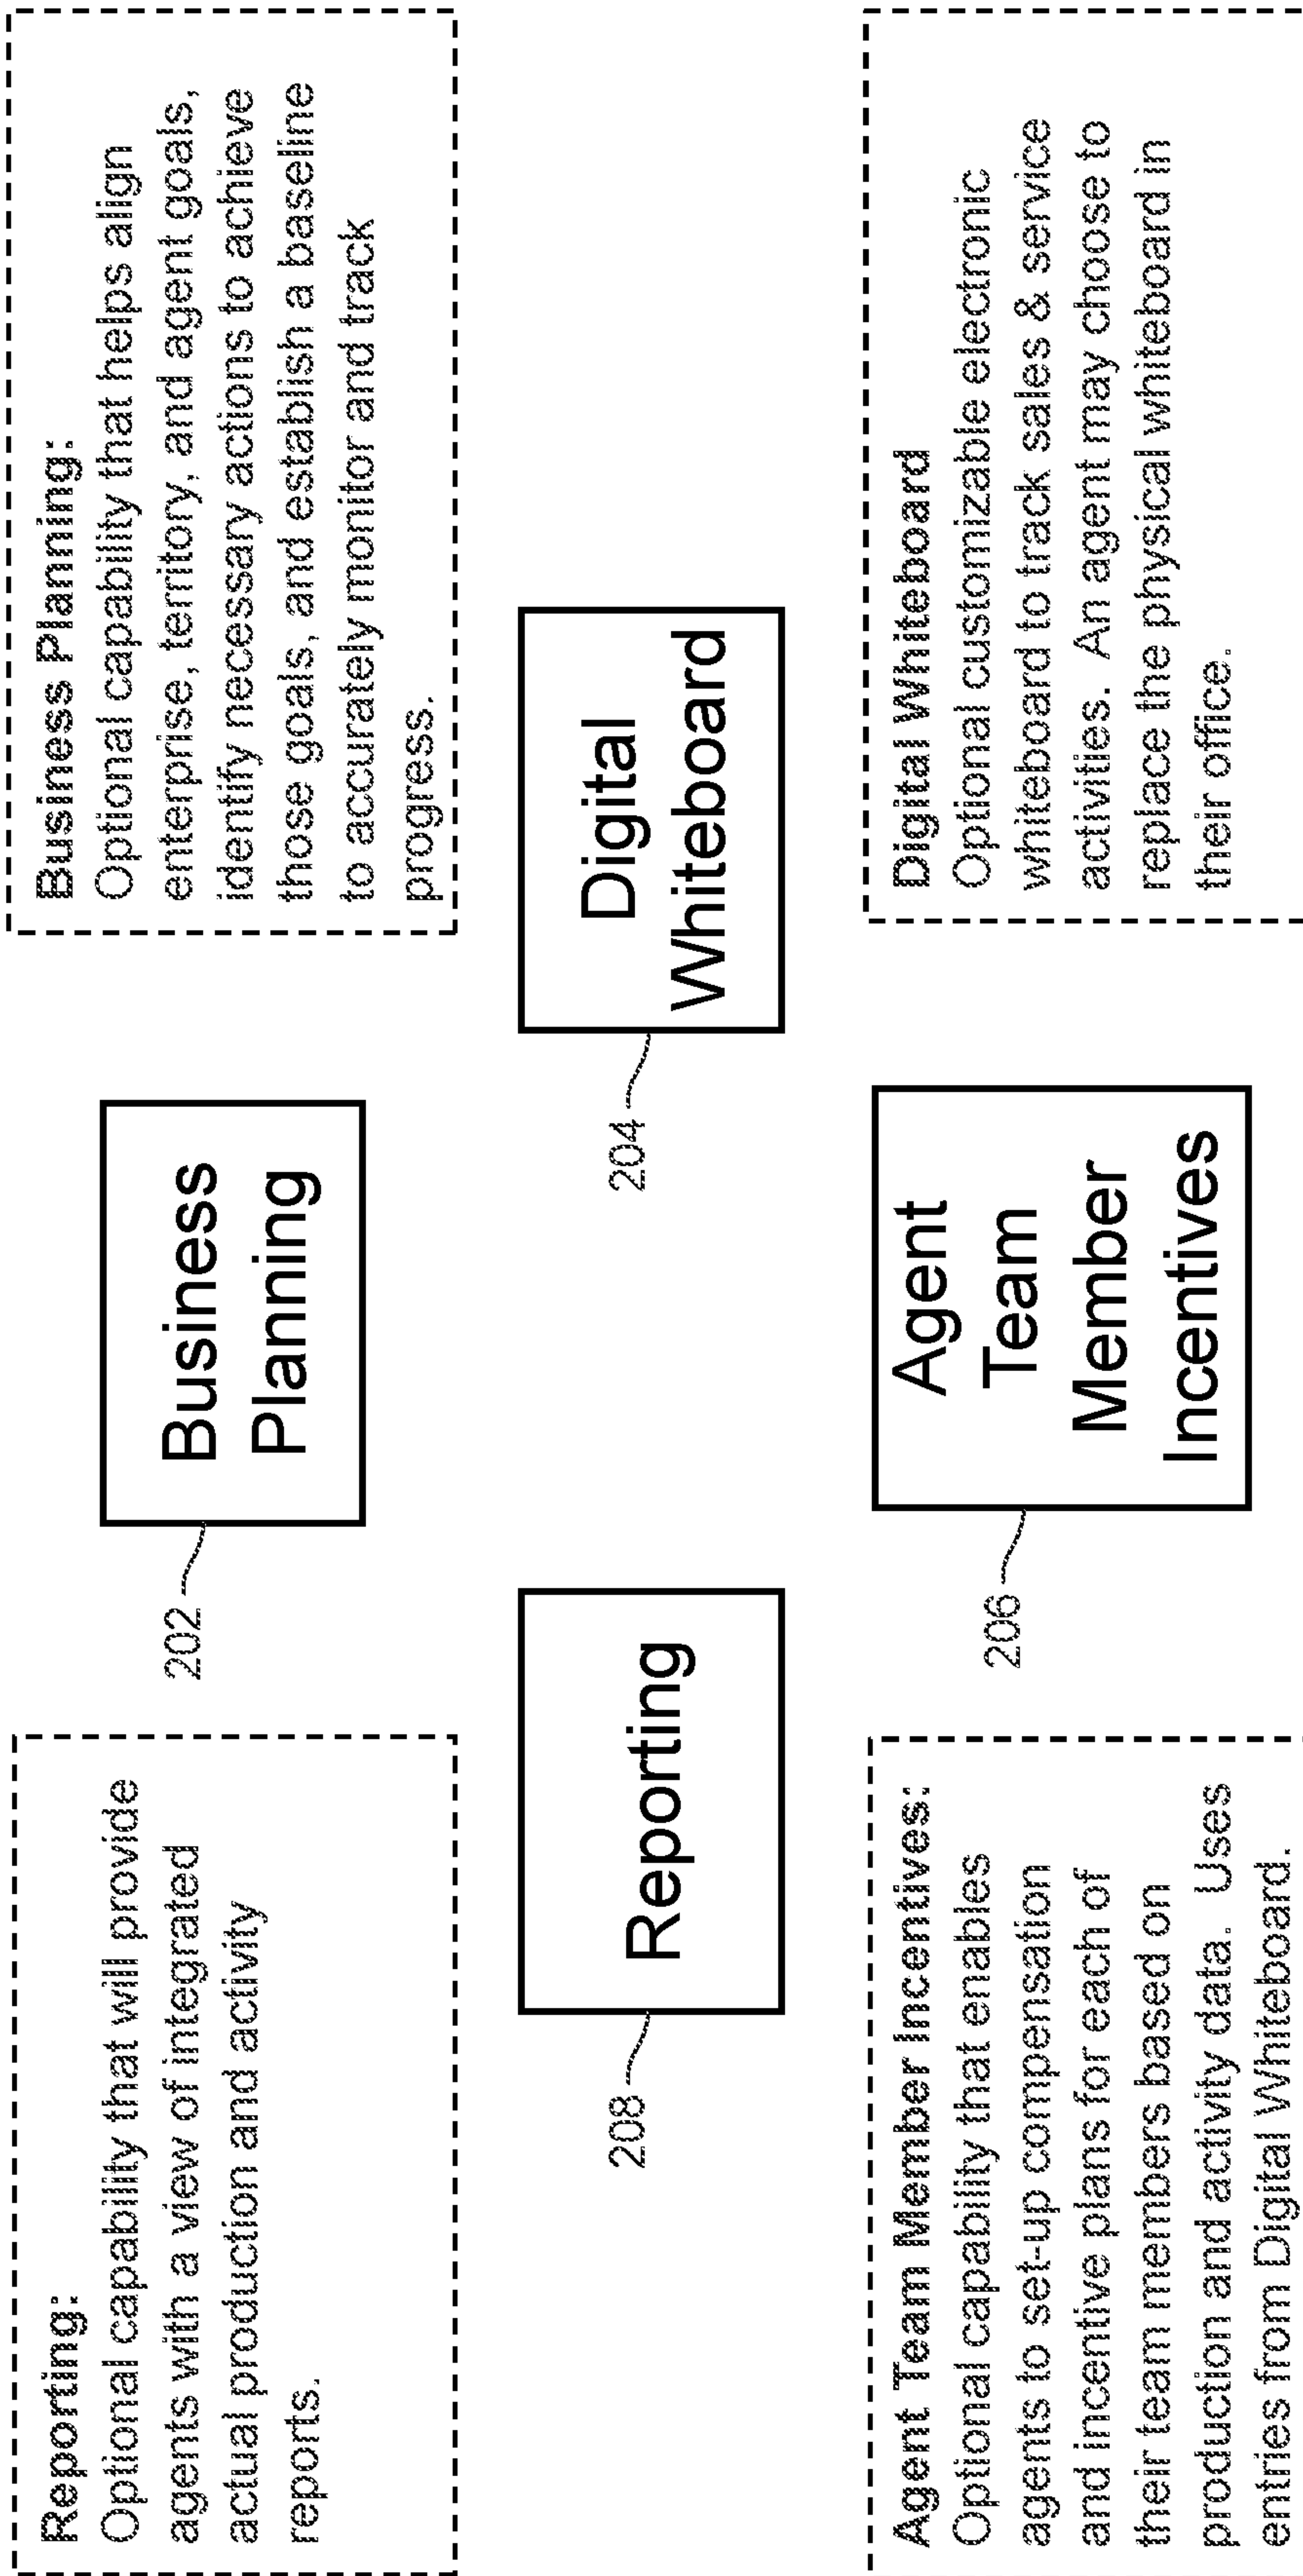 Reporting:
Optional capability that will provide
agents with a view of integrated
actual production and activity
reports.
Business
Planning
202
Business Planning:
Optional capability that helps align
enterprise, territory, and agent goals,
identify necessary actions to achieve
those goals, and establish a baseline
to accurately monitor and track
progress.
Reporting
208
Digital
Whiteboard
204
Agent Team Member Incentives:
Optional capability that enables
agents to set-up compensation
and incentive plans for each of
their team members based on
production and activity data.  Uses
entries from Digital Whiteboard.
Agent
Team
Member
Incentives
206
Digital Whiteboard
Optional customizable electronic
whiteboard to track sales & service
activities.  An agent may choose to
replace the physical whiteboard in
their office.